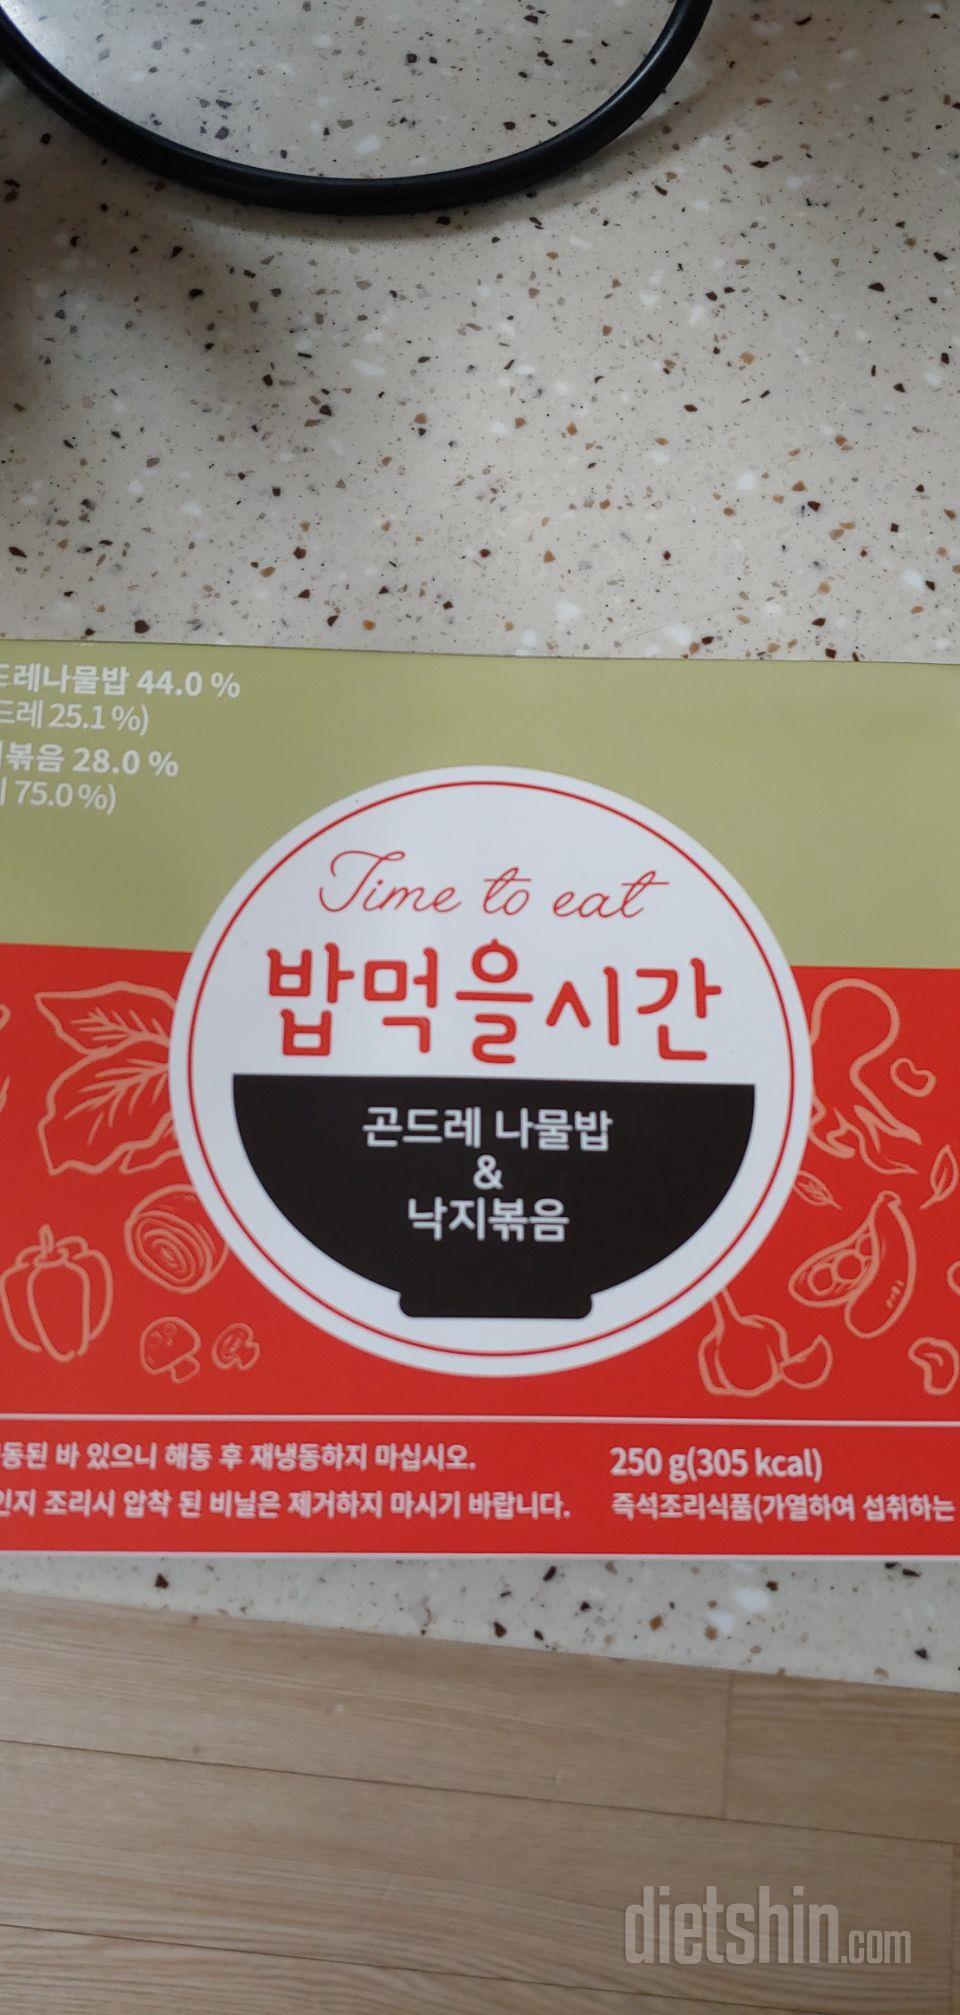 드레나물밥 44.0 %
드레 25.1 %)
볶음 28.0 %
75.0 %)
Time to eat
밥먹을시간
곤드레 나물밥
&
낙지볶음
동된 바 있으니 해동 후 재냉동하지 마십시오.
인지 조리시 압착 된 비닐은 제거하지 마시기 바랍니다.
250 g(305 kcal)
즉석조리식품(가열하여 섭취하는
dietshin.com